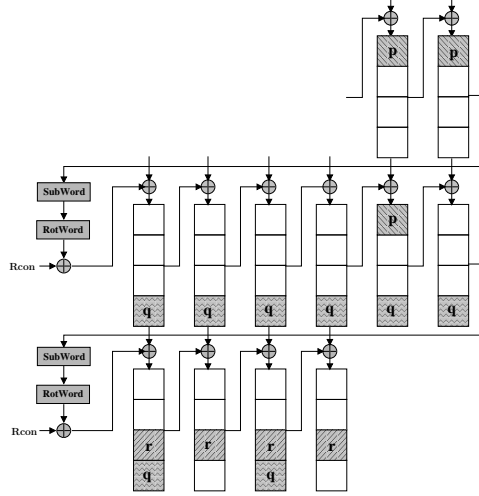 p p
SubWord
RotWord
Rcon
p
q q q q q q
SubWord
RotWord
Rcon
r r r r
q q